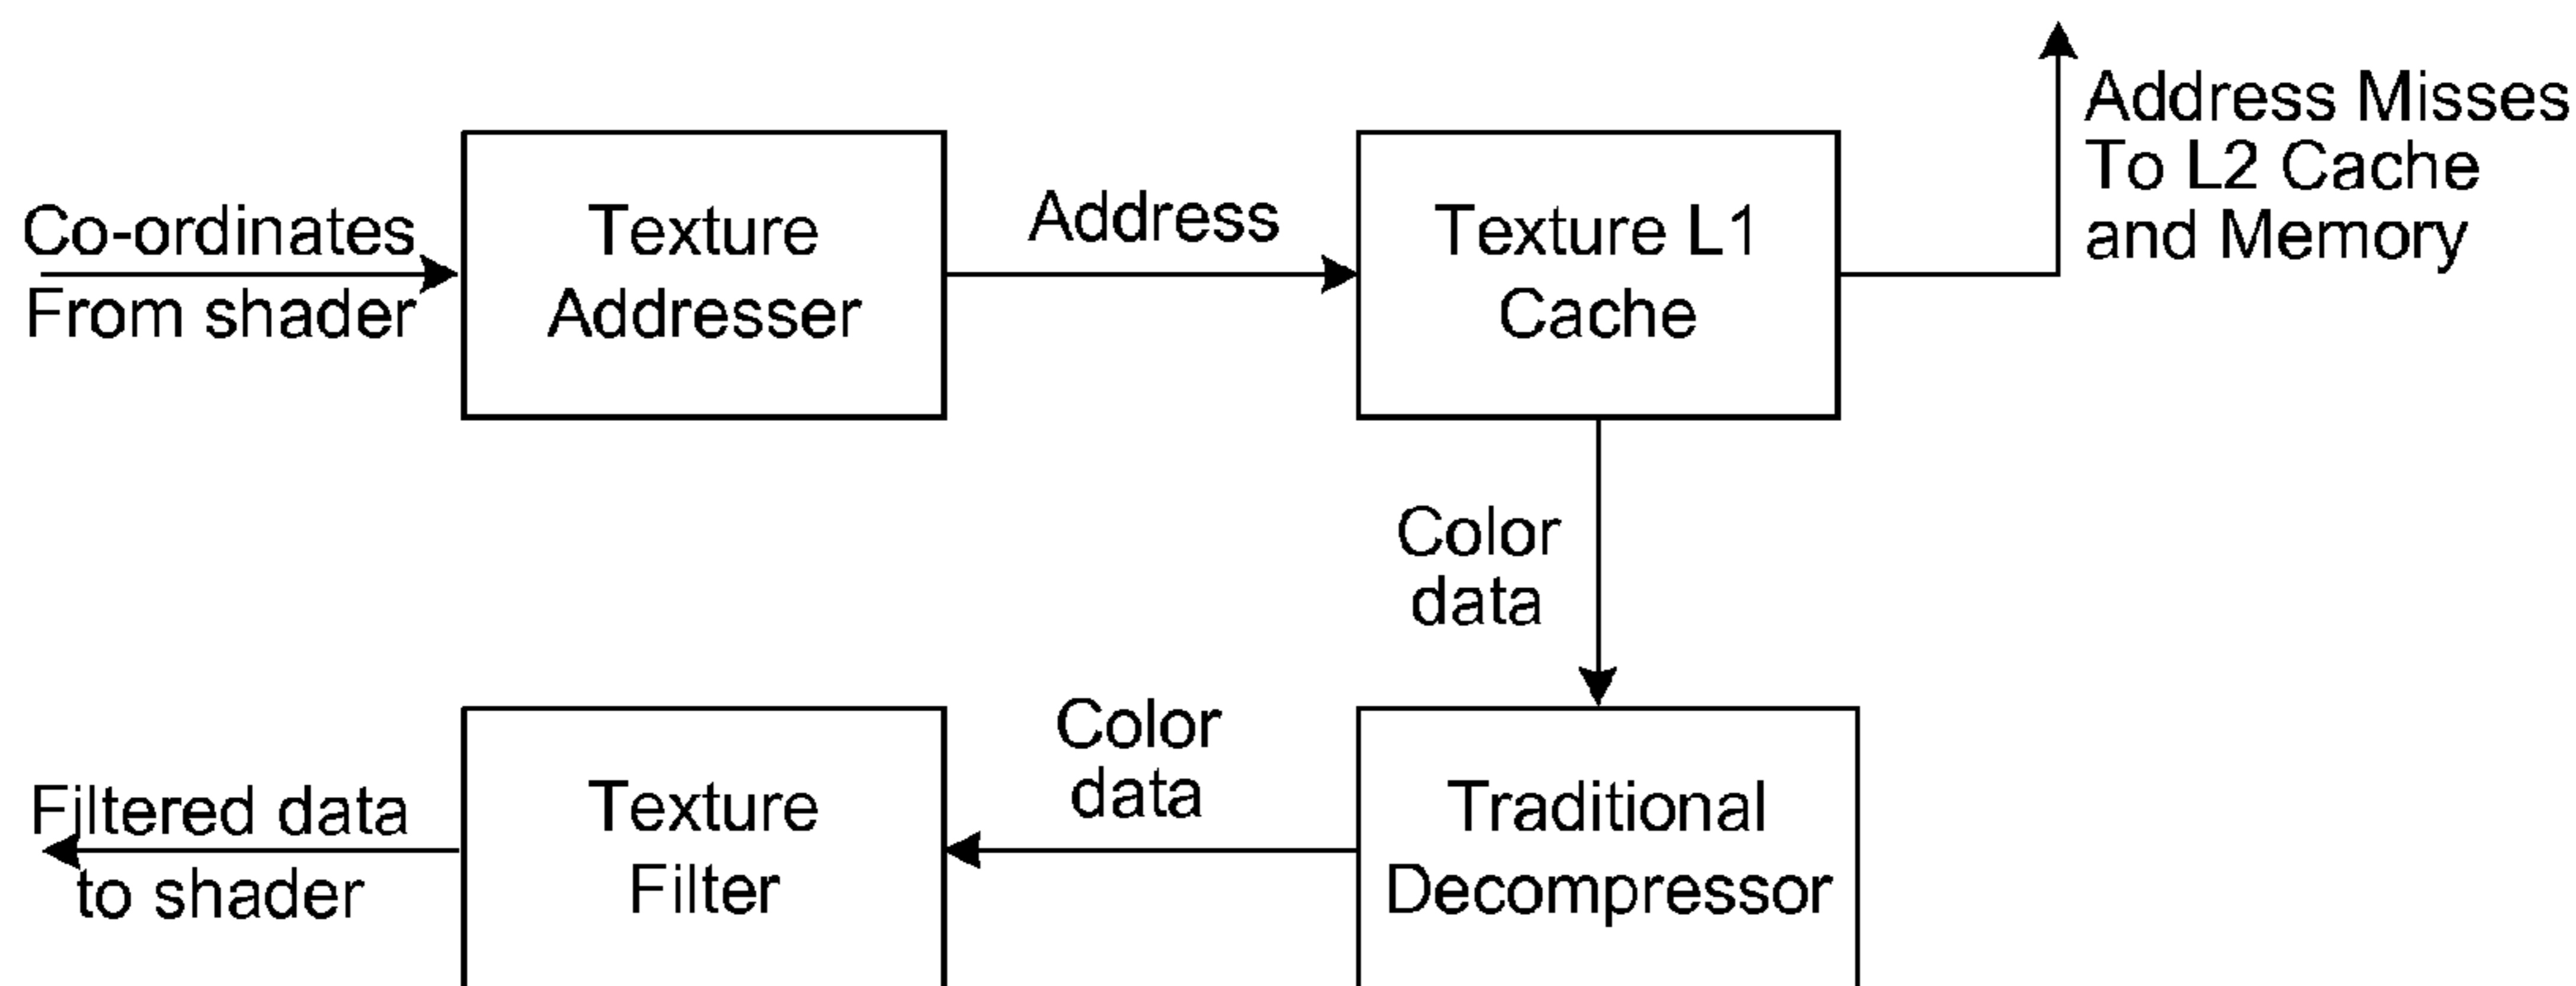 Co-ordinates
From shader
Texture
Addresser
Address
Texture L1
Cache
Address Misses
To L2 Cache
and Memory
Color
data
Traditional
Decompressor
Color
data
Texture
Filter
Filtered data
to shader